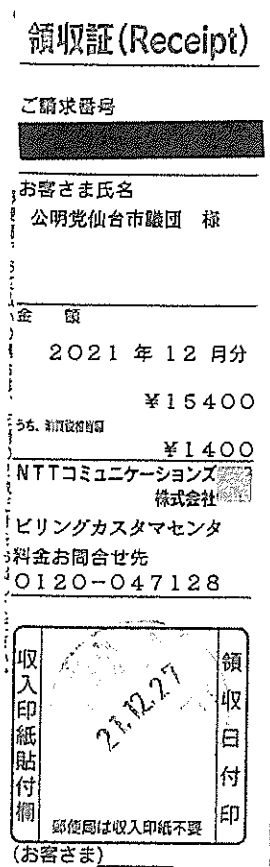 領収証(Receipt)
ご請求番号
お客さま氏名
公明党仙台市議団 様
金 額
2021 年 12 月分
¥15400
うち、消費税相当額
¥1400
NTTコミュニケーションズ
株式会社
ビリングカスタマセンタ
料金お問合せ先
0120-047128
収入印紙貼付欄
21.12.27
領収日付印
郵便局は収入印紙不要
(お客さま)